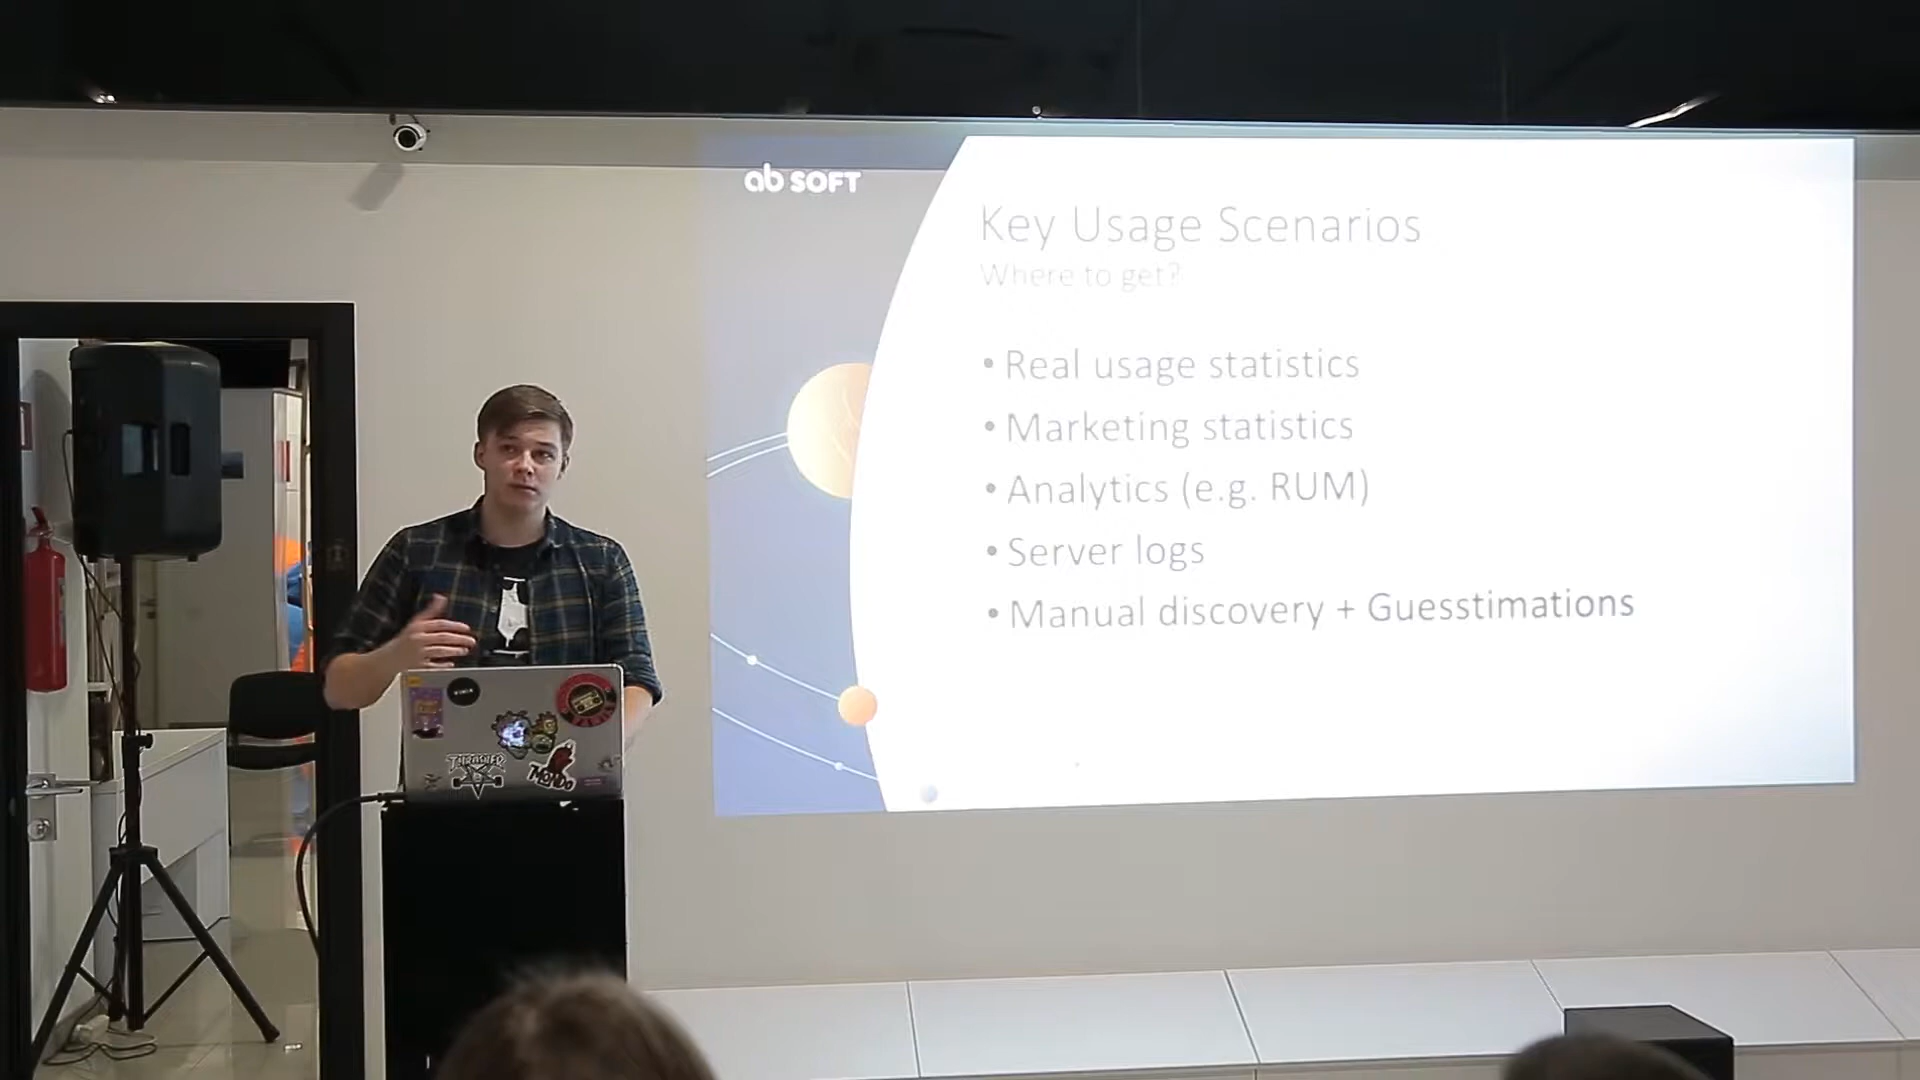 ab SOFT
Key Usage Scenarios
Where to get?
• Real usage statistics
• Marketing statistics
• Analytics (e.g. RUM)
• Server logs
• Manual discovery + Guesstimations
THRASHER